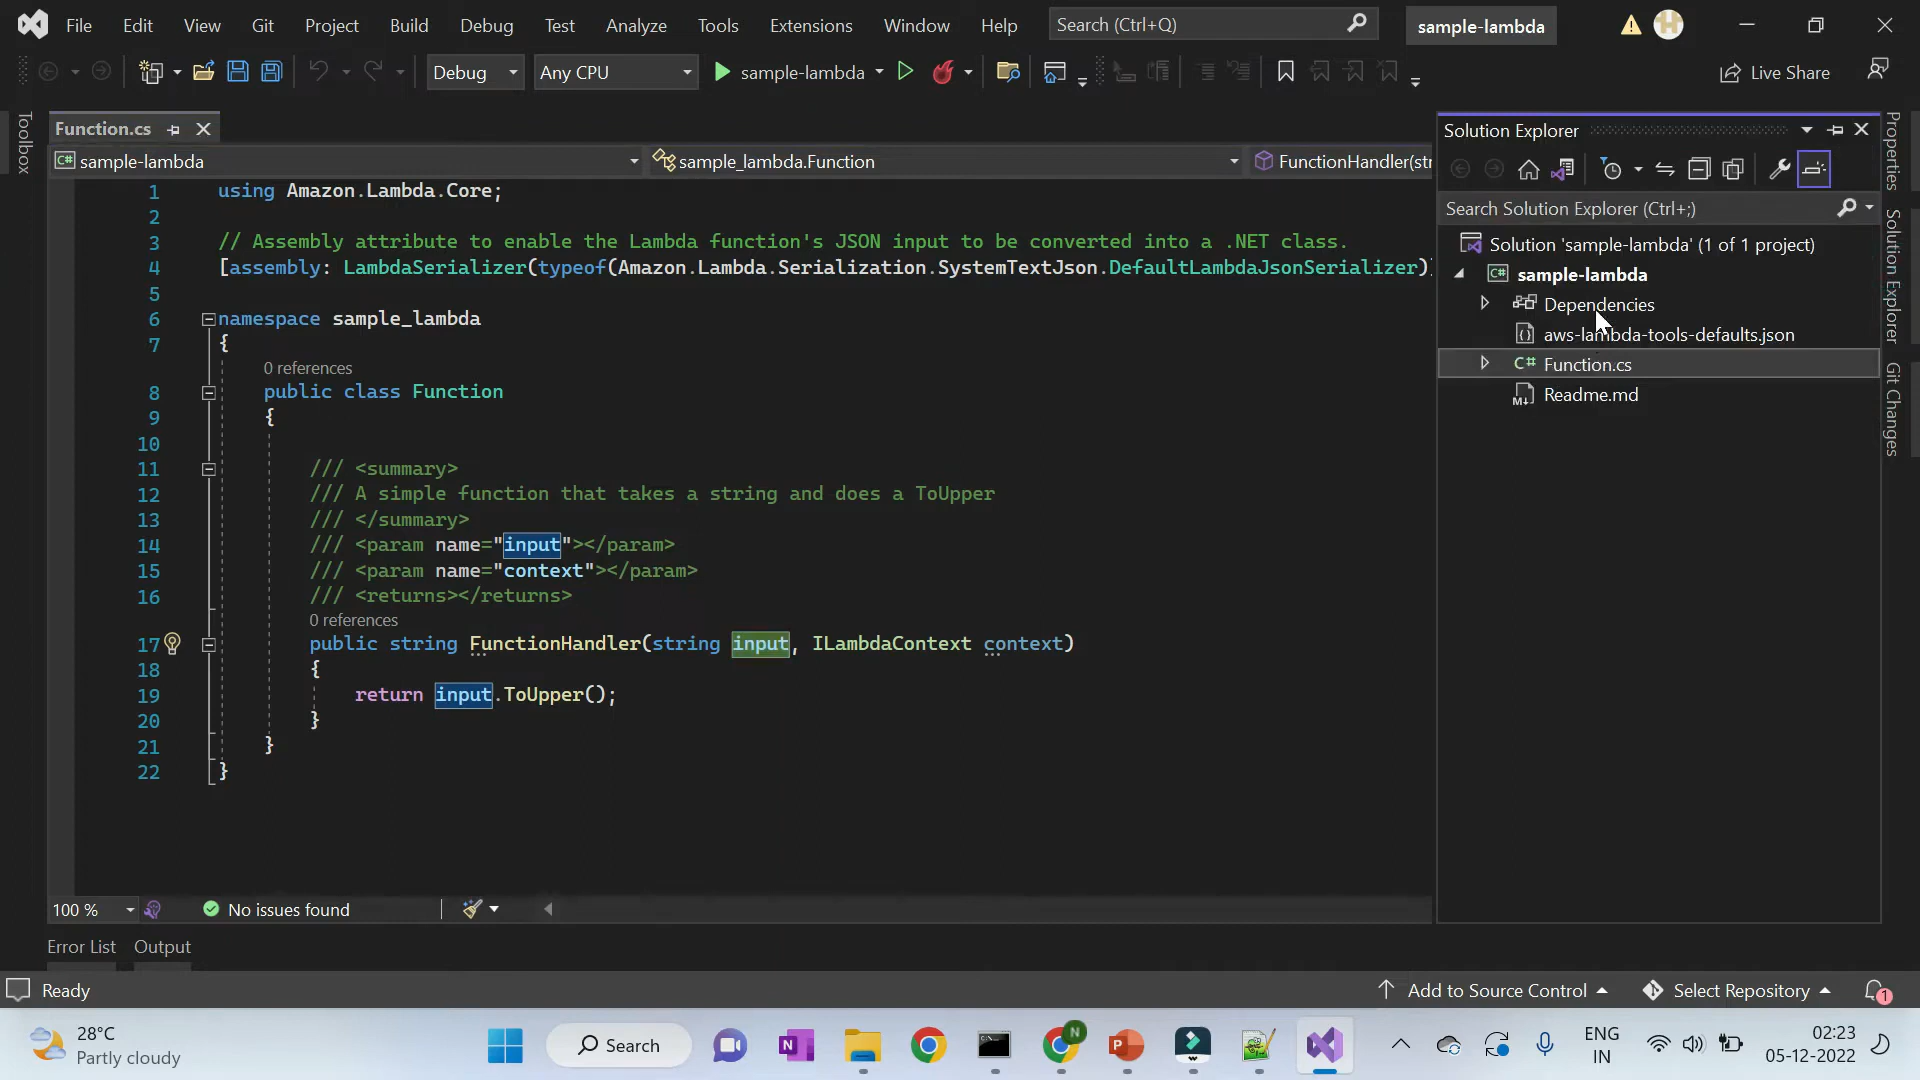 File Edit View Git Project Build Debug Test Analyze Tools Extensions Window Help Search (Ctrl+Q) sample-lambda
Debug Any CPU sample-lambda Live Share
Toolbox
Function.cs
sample-lambda sample_lambda.Function FunctionHandler(str
1 using Amazon.Lambda.Core;
2
3 // Assembly attribute to enable the Lambda function's JSON input to be converted into a .NET class.
4 [assembly: LambdaSerializer(typeof(Amazon.Lambda.Serialization.SystemTextJson.DefaultLambdaJsonSerializer)
5
6 namespace sample_lambda
7 {
0 references
8 public class Function
9 {
10
11 /// <summary>
12 /// A simple function that takes a string and does a ToUpper
13 /// </summary>
14 /// <param name="input"></param>
15 /// <param name="context"></param>
16 /// <returns></returns>
0 references
17 public string FunctionHandler(string input, ILambdaContext context)
18 {
19 return input.ToUpper();
20 }
21 }
22 }
100 % No issues found
Error List Output
Solution Explorer
Search Solution Explorer (Ctrl+;)
Solution 'sample-lambda' (1 of 1 project)
C# sample-lambda
Dependencies
aws-lambda-tools-defaults.json
C# Function.cs
Readme.md
Properties
Solution Explorer
Git Changes
Ready Add to Source Control Select Repository 1
28°C
Partly cloudy
Search
N
ENG
IN
02:23
05-12-2022